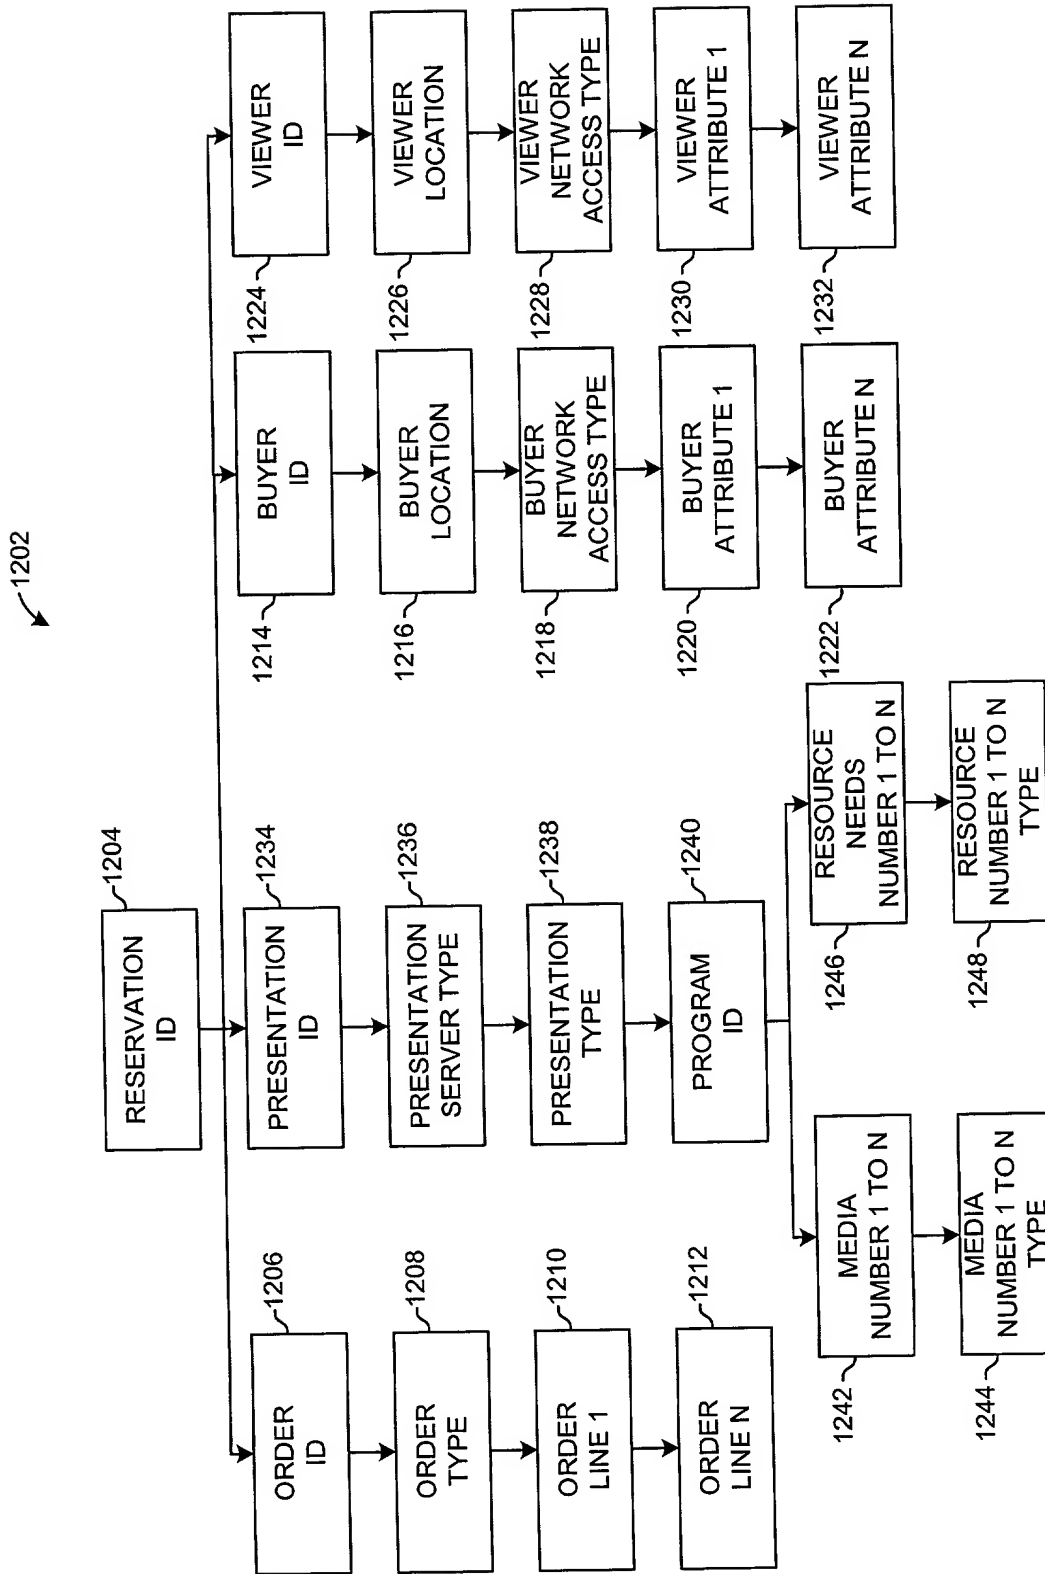 1202
RESERVATION
ID
1204
ORDER
ID
1206
ORDER
TYPE
1208
ORDER
LINE 1
1210
ORDER
LINE N
1212
PRESENTATION
ID
1234
PRESENTATION
SERVER TYPE
1236
PRESENTATION
TYPE
1238
PROGRAM
ID
1240
MEDIA
NUMBER 1 TO N
1242
MEDIA
NUMBER 1 TO N
TYPE
1244
RESOURCE
NEEDS
NUMBER 1 TO N
1246
RESOURCE
NUMBER 1 TO N
TYPE
1248
BUYER
ID
1214
BUYER
LOCATION
1216
BUYER
NETWORK
ACCESS TYPE
1218
BUYER
ATTRIBUTE 1
1220
BUYER
ATTRIBUTE N
1222
VIEWER
ID
1224
VIEWER
LOCATION
1226
VIEWER
NETWORK
ACCESS TYPE
1228
VIEWER
ATTRIBUTE 1
1230
VIEWER
ATTRIBUTE N
1232